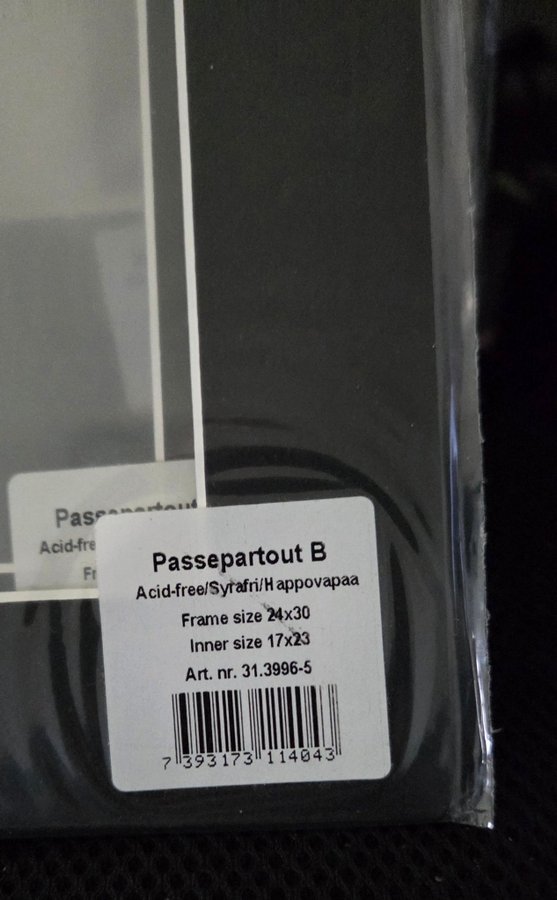 Passepartout
Acid-fre
Fr
Passepartout B
Acid-free/Syrafri/Happovapaa
Frame size 24x30
Inner size 17x23
Art. nr. 31.3996-5
7 393173 114043